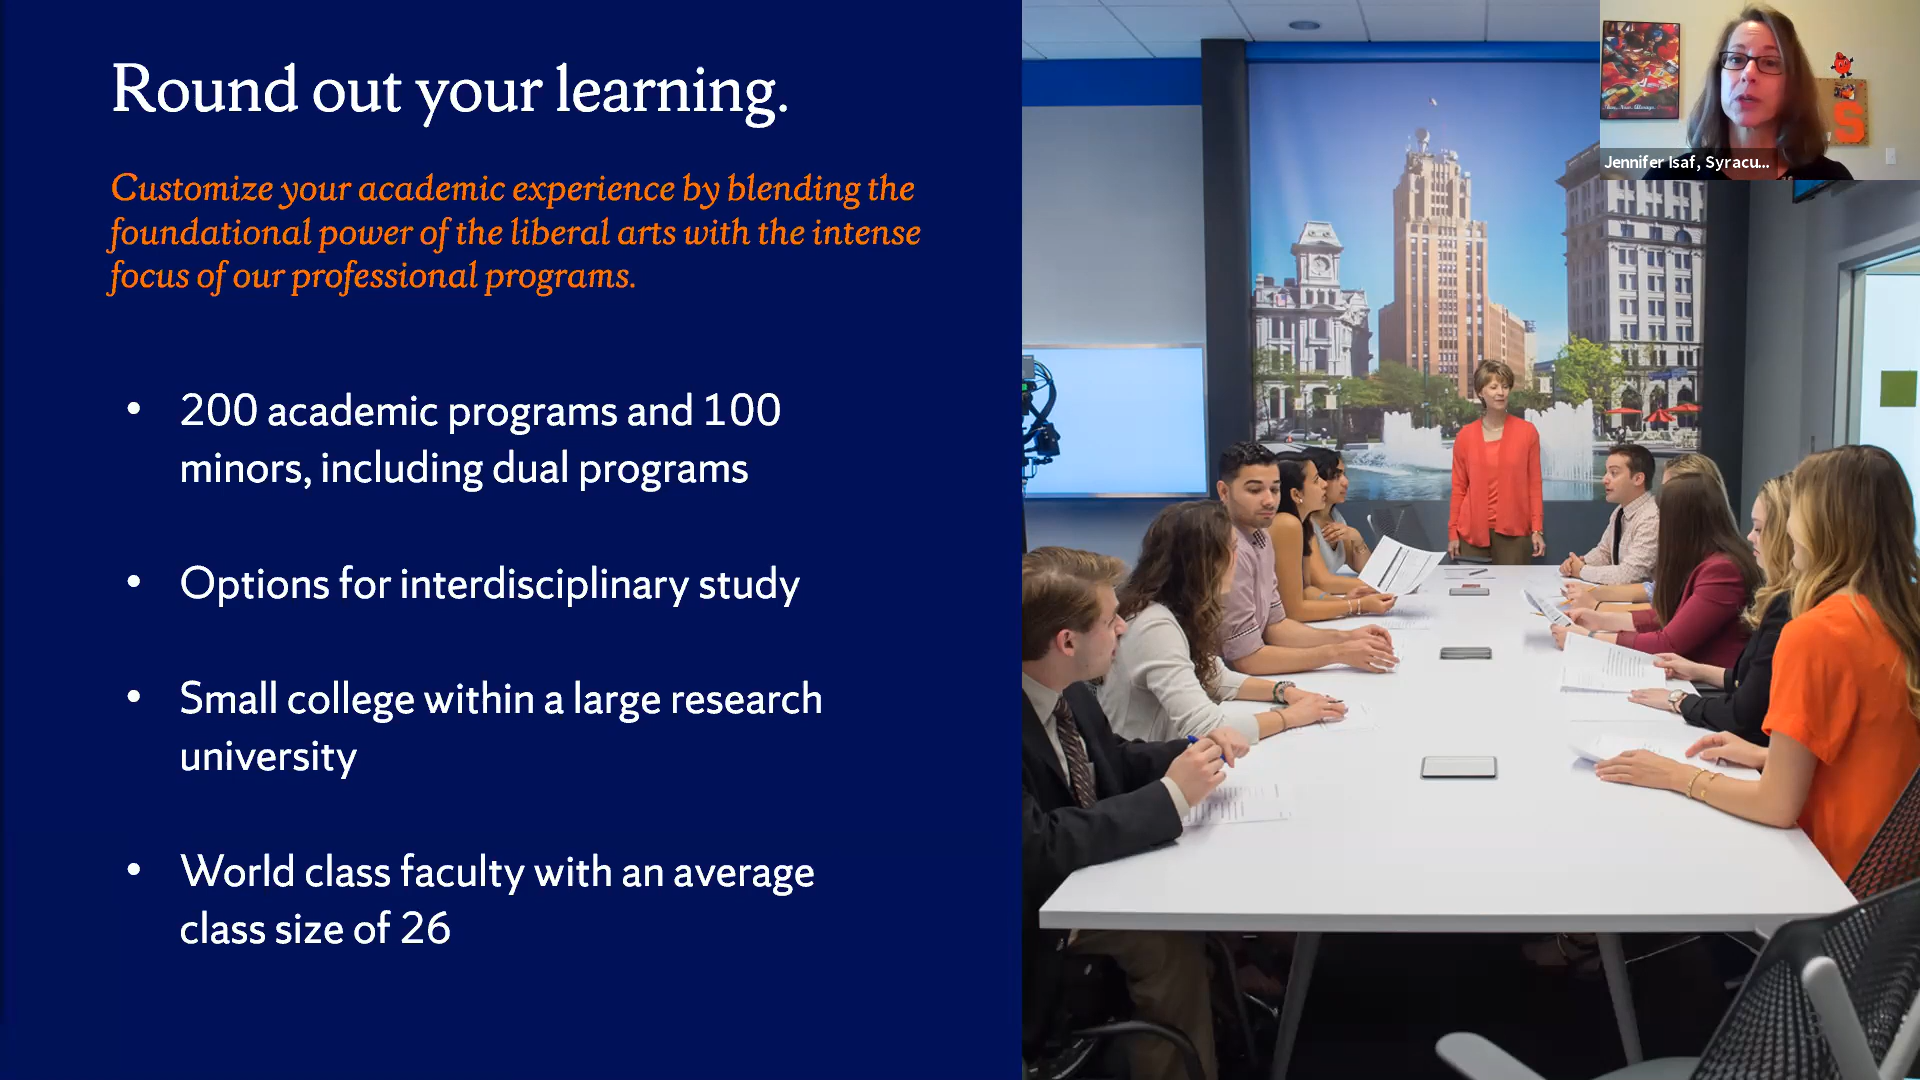 Round out your learning.
Customize your academic experience by blending the
foundational power of the liberal arts with the intense
focus of our professional programs.
• 200 academic programs and 100
minors, including dual programs
• Options for interdisciplinary study
• Small college within a large research
university
• World class faculty with an average
class size of 26
Jennifer Isaf, Syracu...
S